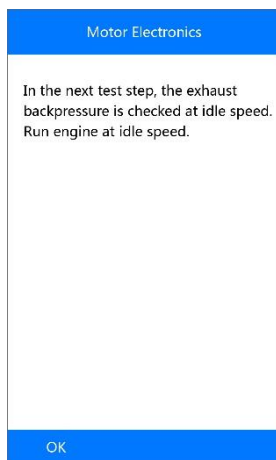 Motor Electronics
In the next test step, the exhaust
backpressure is checked at idle speed.
Run engine at idle speed.
OK